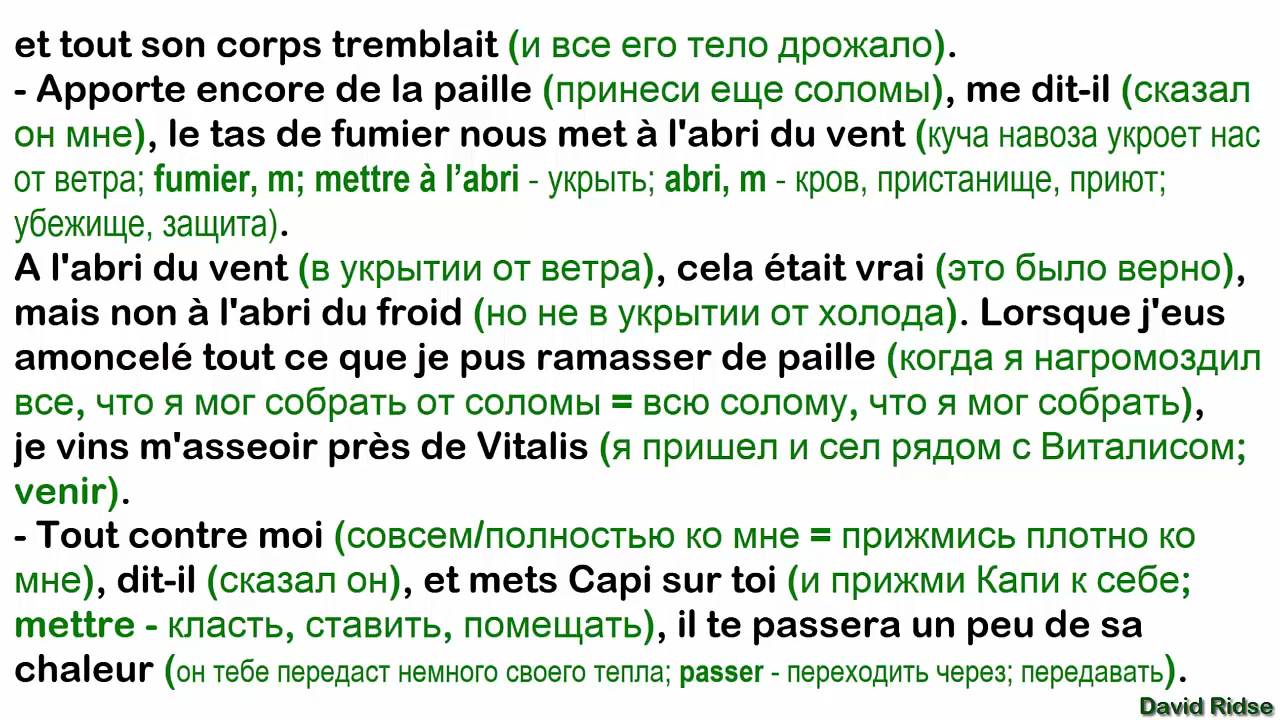 et tout son corps tremblait (и все его тело дрожало).
- Apporte encore de la paille (принеси еще соломы), me dit-il (сказал
он мне), le tas de fumier nous met à l'abri du vent (куча навоза укроет нас
от ветра; fumier, m; mettre à l’abri - укрыть; abri, m - кров, пристанище, приют;
убежище, защита).
A l'abri du vent (в укрытии от ветра), cela était vrai (это было верно),
mais non à l'abri du froid (но не в укрытии от холода). Lorsque j'eus
amoncelé tout ce que je pus ramasser de paille (когда я нагромоздил
все, что я мог собрать от соломы = всю солому, что я мог собрать),
je vins m'asseoir près de Vitalis (я пришел и сел рядом с Виталисом;
venir).
- Tout contre moi (совсем/полностью ко мне = прижмись плотно ко
мне), dit-il (сказал он), et mets Capi sur toi (и прижми Капи к себе;
mettre - класть, ставить, помещать), il te passera un peu de sa
chaleur (он тебе передаст немного своего тепла; passer - переходить через; передавать).
David Ridse